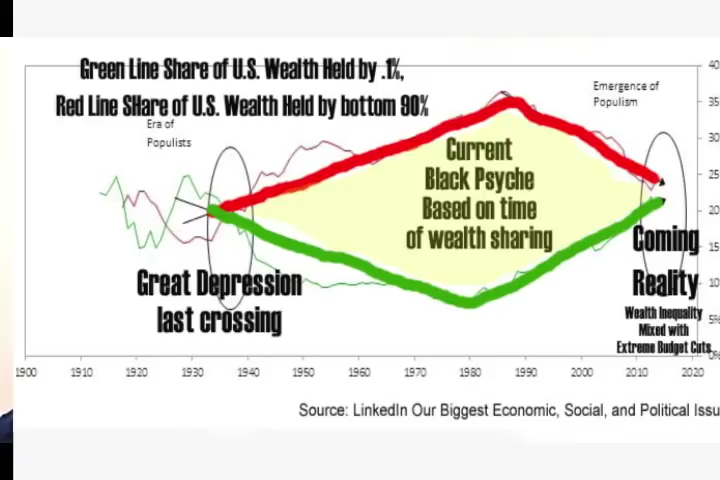 Green Line Share of U.S. Wealth Held by .1%,
Red Line SHare of U.S. Wealth Held by bottom 90%
Era of
Populists
Emergence of
Populism
Current
Black Psyche
Based on time
of wealth sharing
Great Depression
last crossing
Coming
Reality
Wealth Inequality
Mixed with
Extreme Budget Cuts
40
35
30
25
20
15
10
5%
0%
1900 1910 1920 1930 1940 1950 1960 1970 1980 1990 2000 2010 2020
Source: LinkedIn Our Biggest Economic, Social, and Political Issu